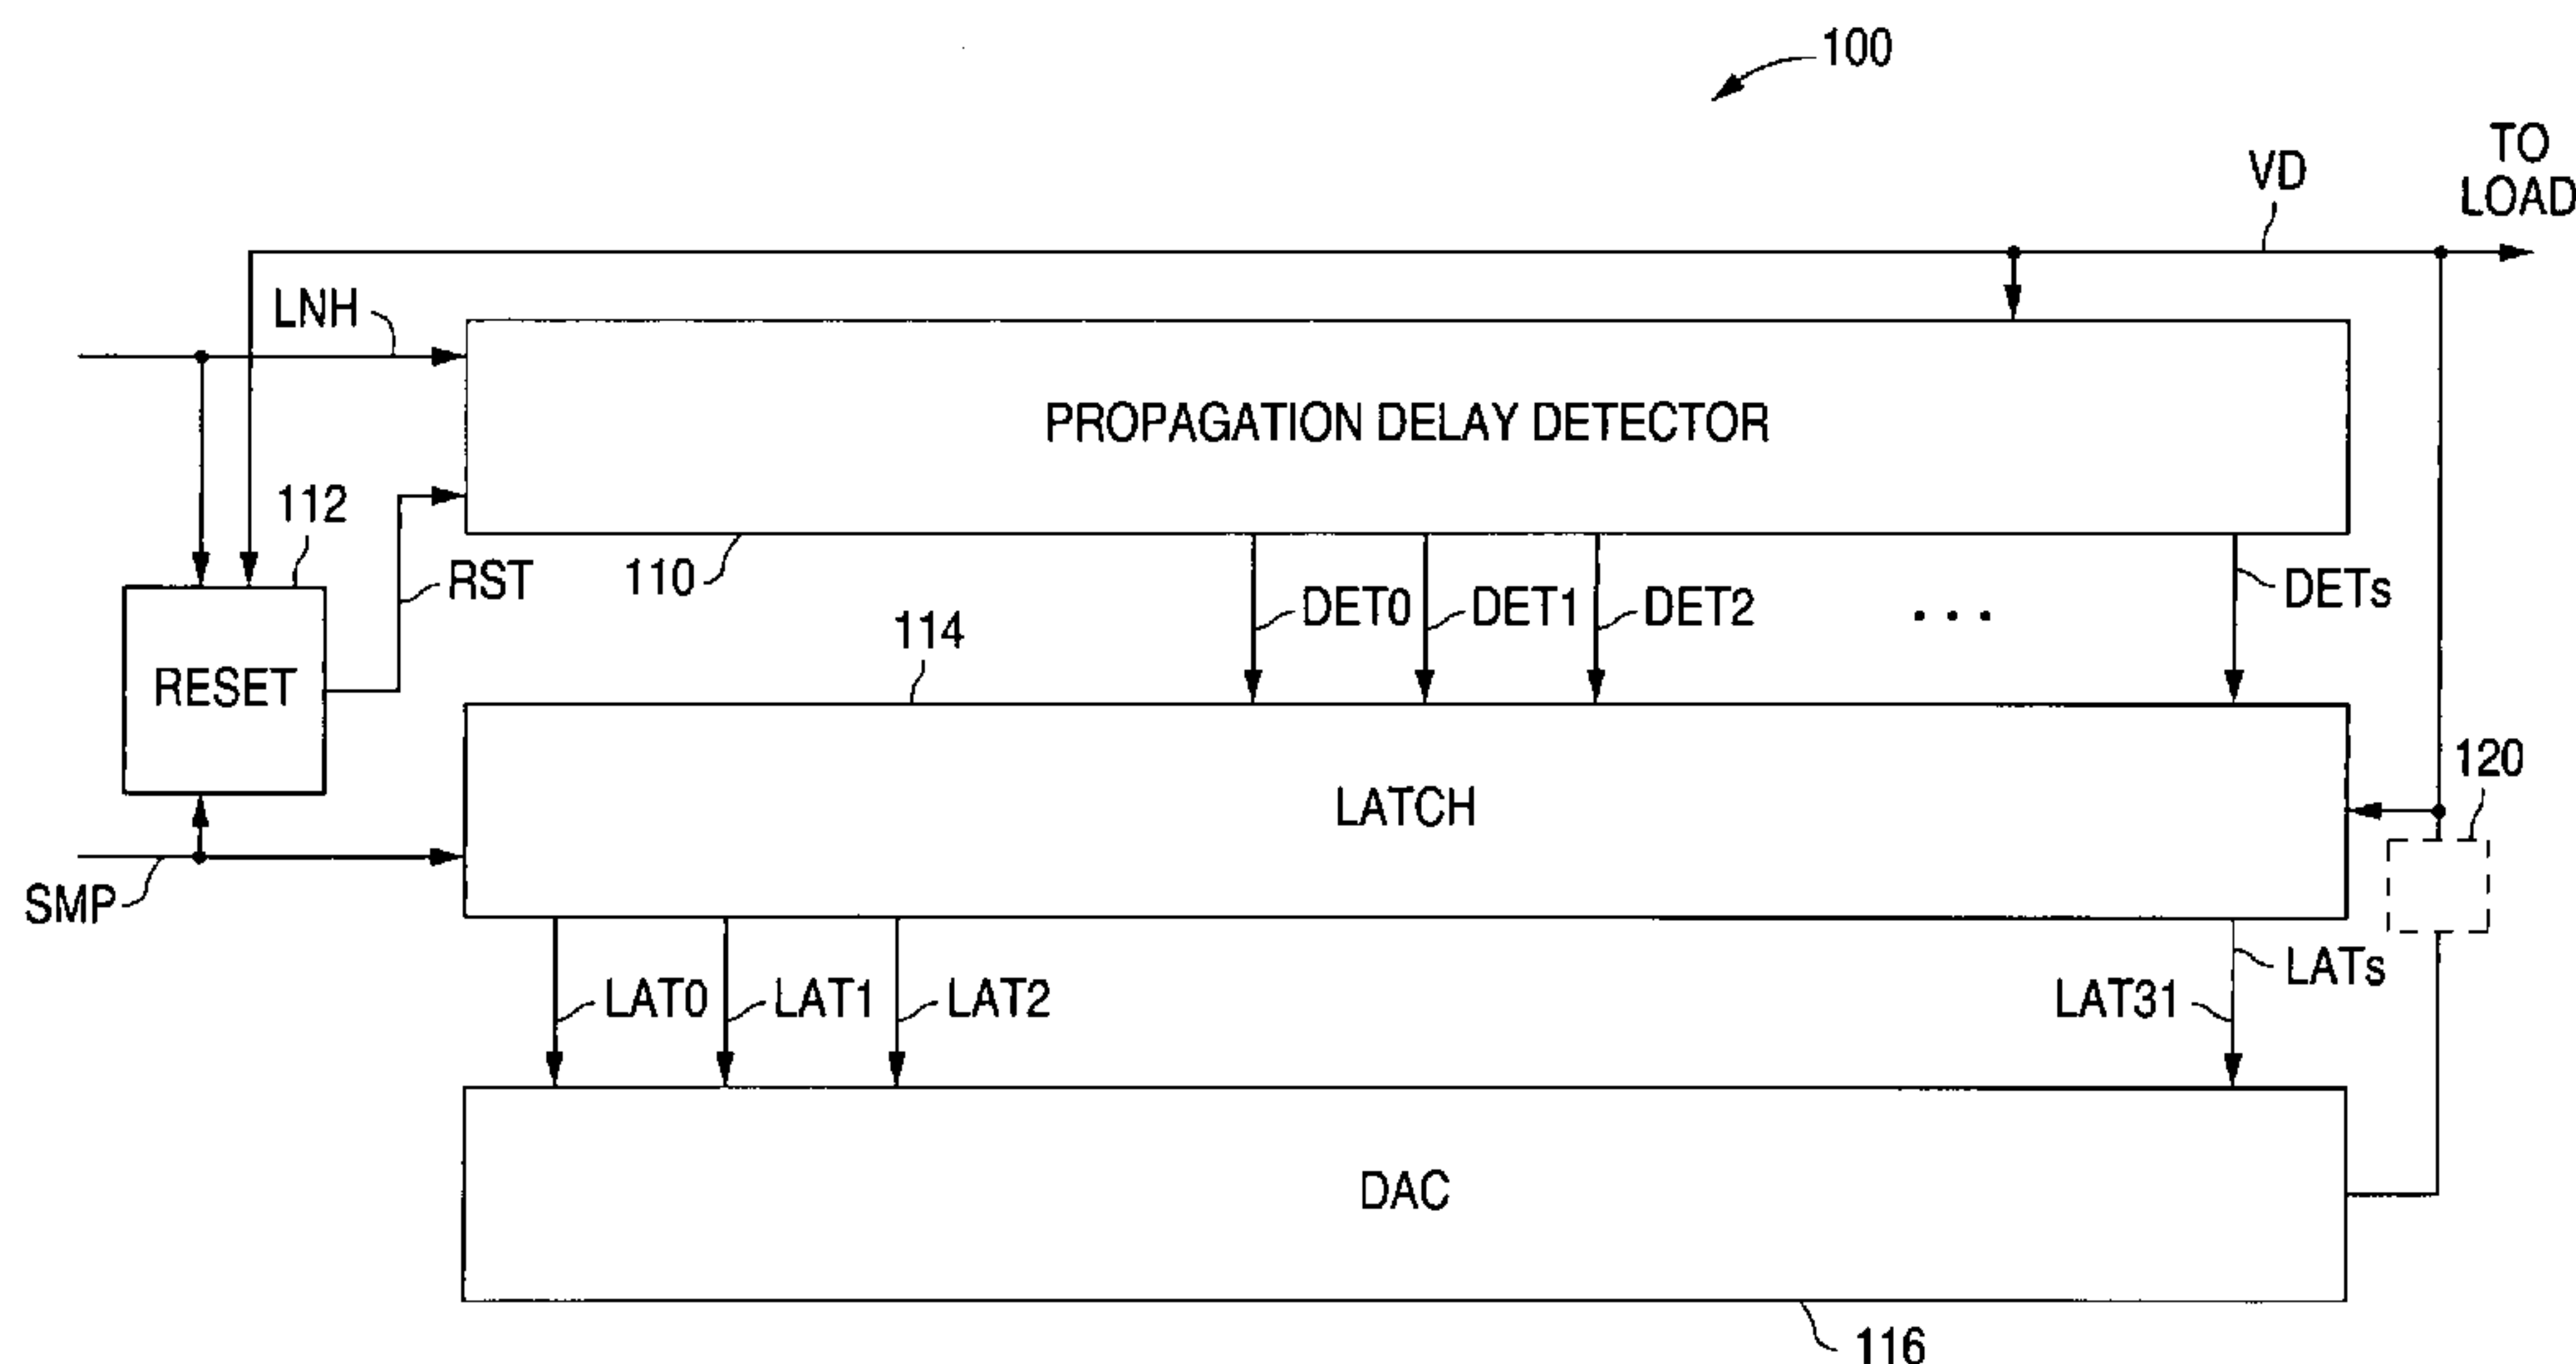 100
TO
LOAD
VD
LNH
PROPAGATION DELAY DETECTOR
112
RST
110
DET0
DET1
DET2
...
DETs
114
RESET
LATCH
120
SMP
LAT0
LAT1
LAT2
LAT31
LATs
DAC
116